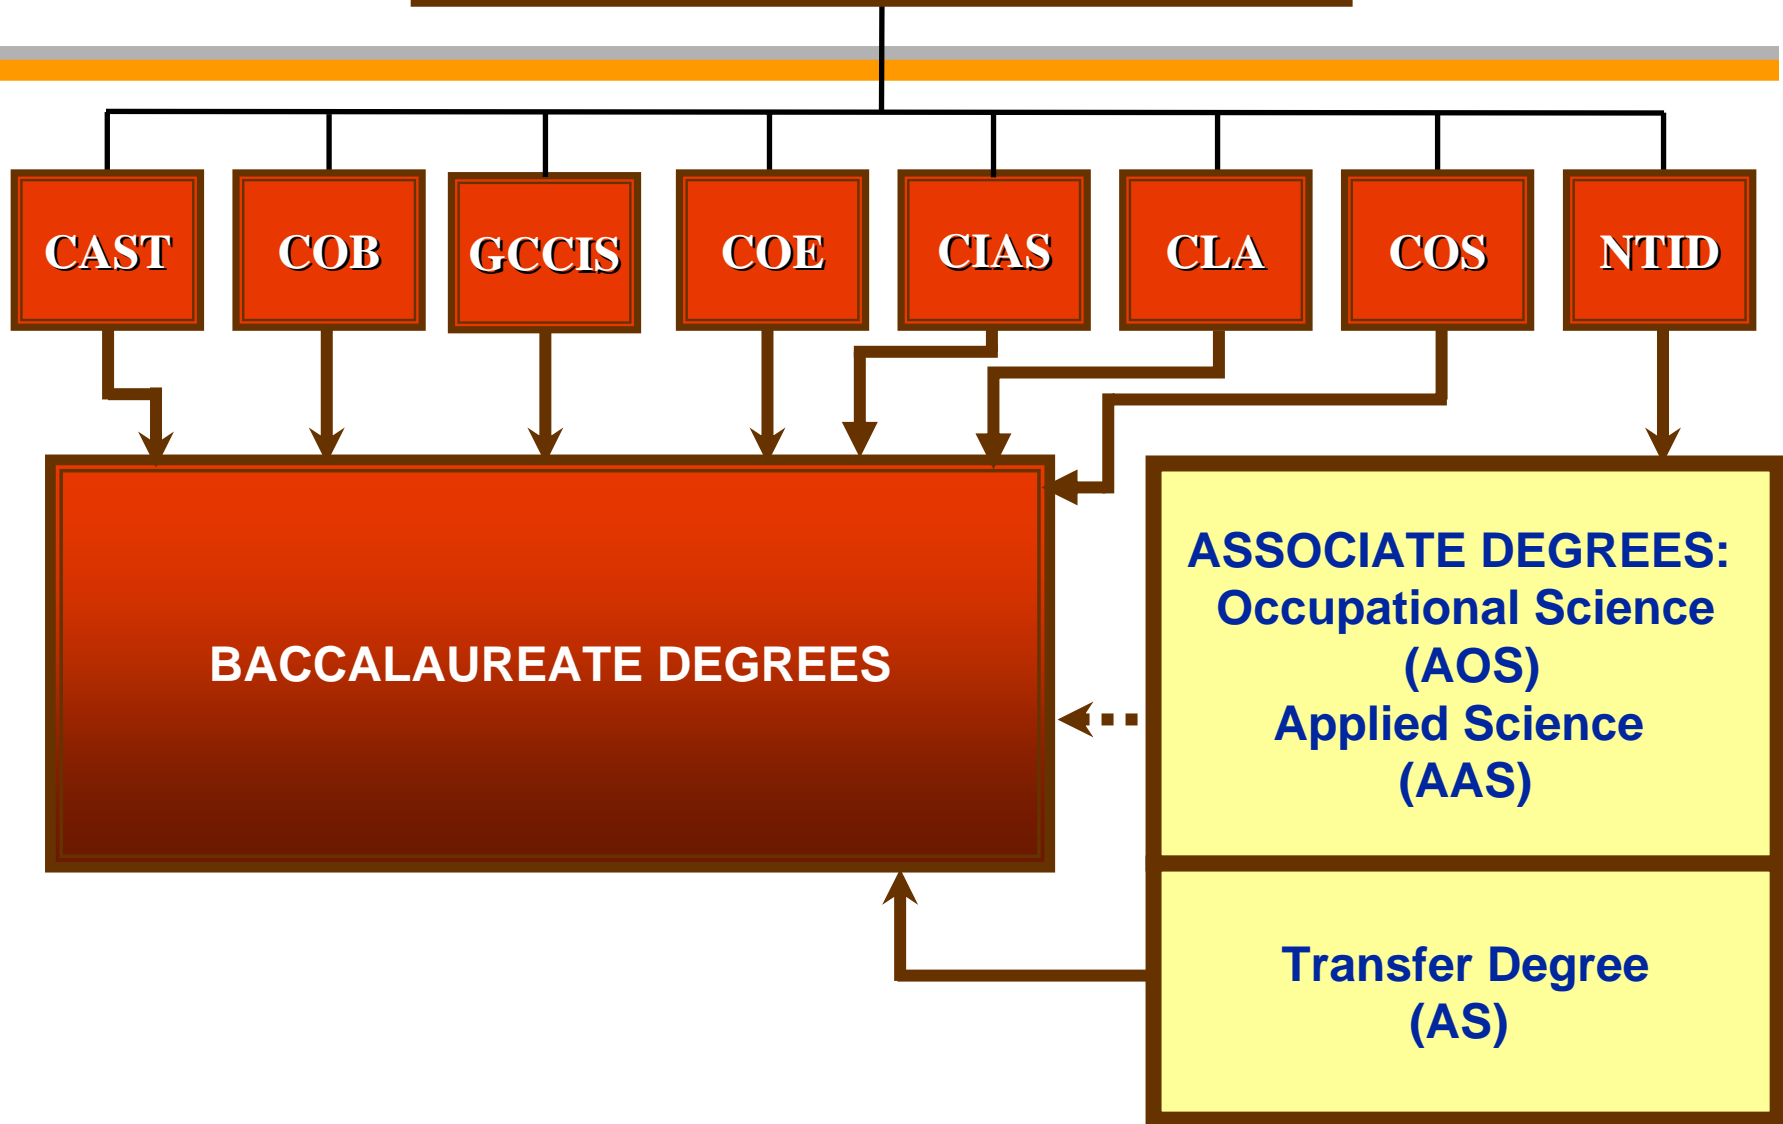 CAST
COB
GCCIS
COE
CIAS
CLA
COS
NTID
BACCALAUREATE DEGREES
ASSOCIATE DEGREES:
Occupational Science
(AOS)
Applied Science
(AAS)
Transfer Degree
(AS)